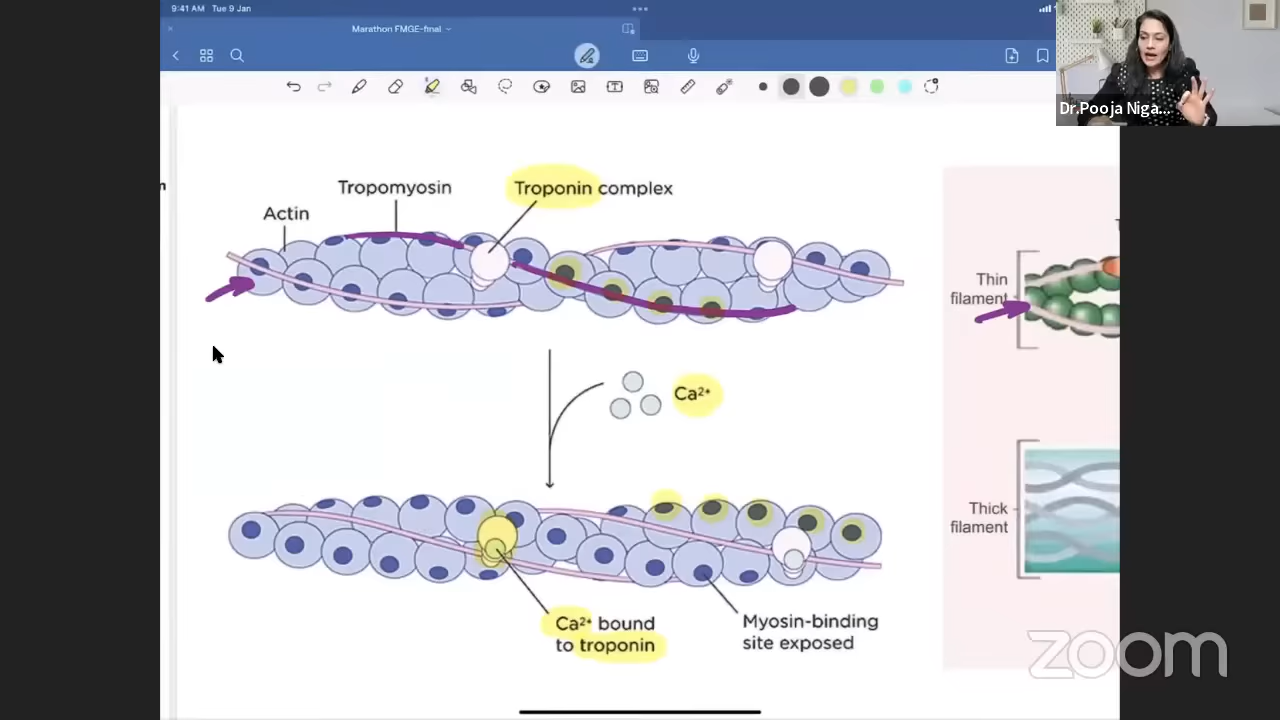 9:41 AM Tue 9 Jan
Marathon FMGE-final
Dr.Pooja Niga...
Tropomyosin
Troponin complex
Actin
Thin
filament
Ca²⁺
Thick
filament
Ca²⁺ bound
to troponin
Myosin-binding
site exposed
zoom